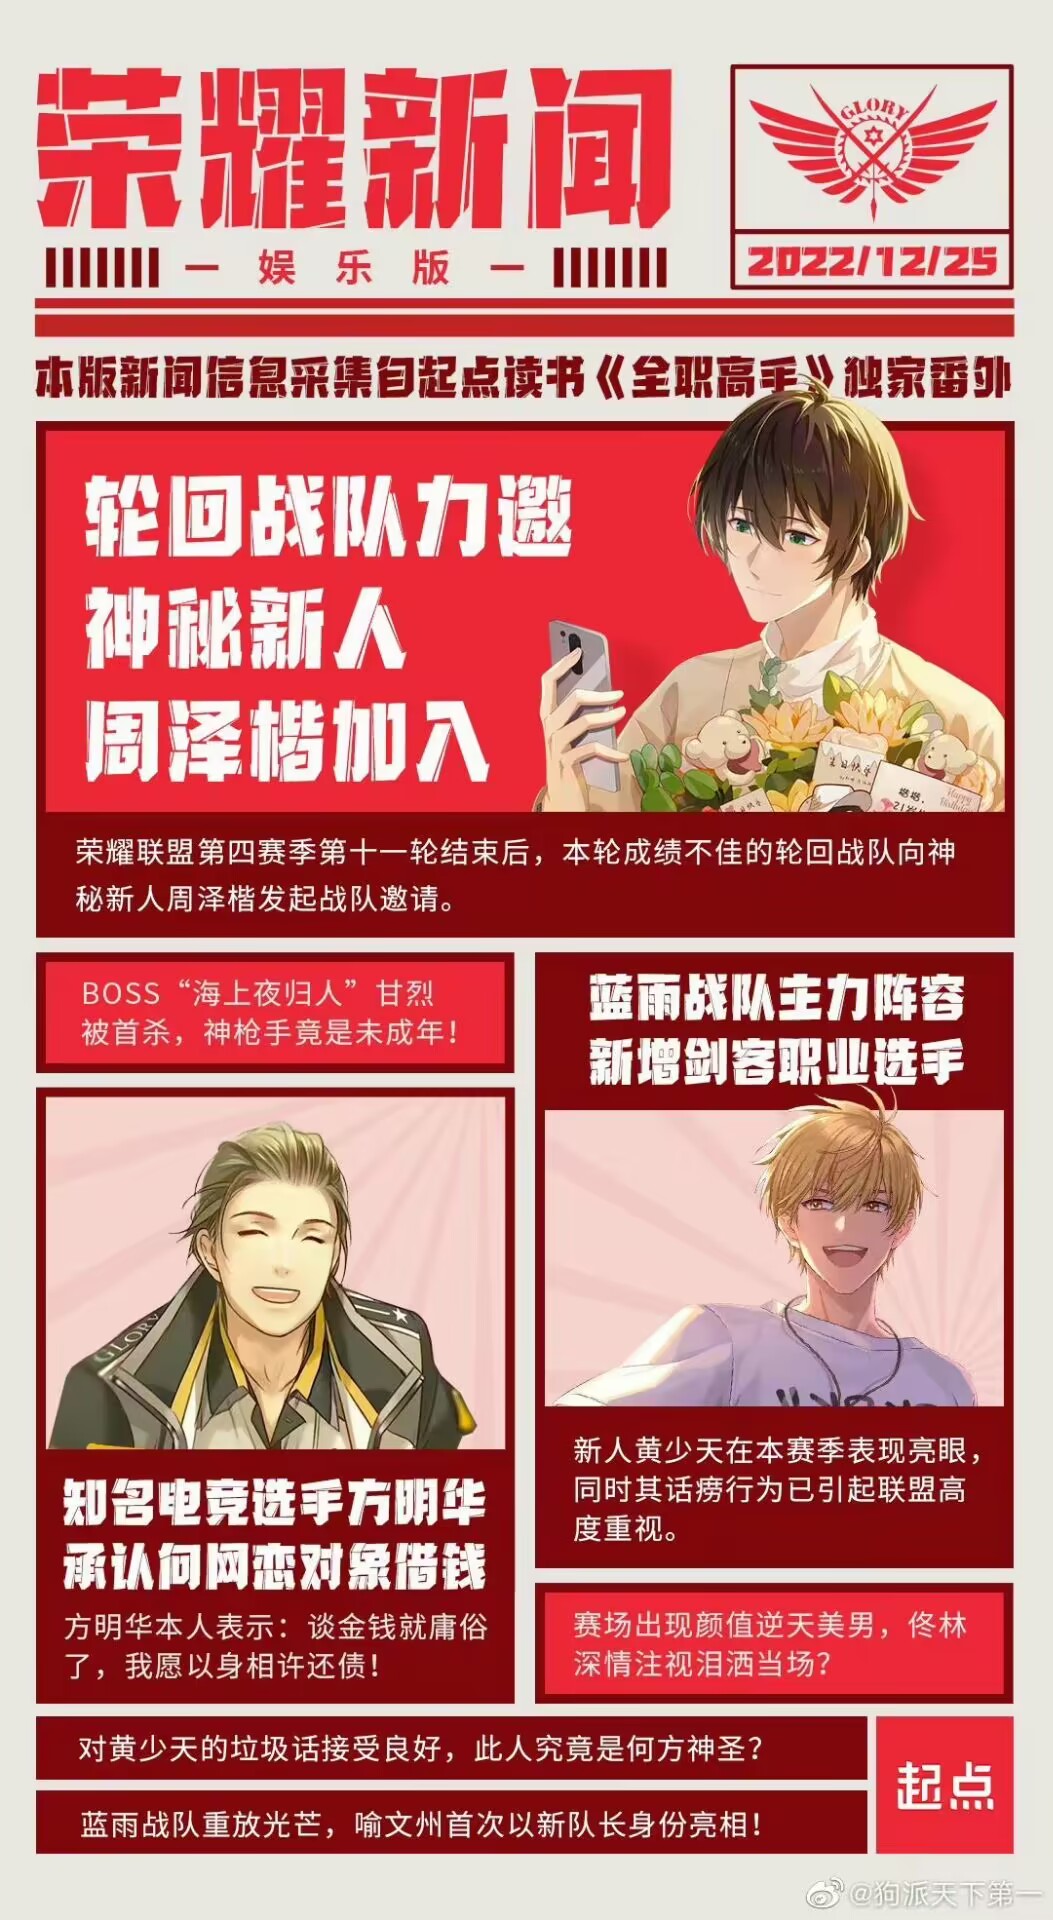 荣耀新闻
GLORY
娱乐版
2022/12/25
本版新闻信息采集自起点读书《全职高手》独家番外
轮回战队力邀
神秘新人
周泽楷加入
生日快乐
Happy
Birthday
荣耀联盟第四赛季第十一轮结束后，本轮成绩不佳的轮回战队向神
秘新人周泽楷发起战队邀请。
BOSS“海上夜归人”甘烈
被首杀，神枪手竟是未成年！
GLORY
知名电竞选手方明华
承认向网恋对象借钱
方明华本人表示：谈金钱就庸俗
了，我愿以身相许还债！
蓝雨战队主力阵容
新增剑客职业选手
新人黄少天在本赛季表现亮眼，
同时其话痨行为已引起联盟高
度重视。
赛场出现颜值逆天美男，佟林
深情注视泪洒当场？
对黄少天的垃圾话接受良好，此人究竟是何方神圣？
蓝雨战队重放光芒，喻文州首次以新队长身份亮相！
起点
@狗派天下第一